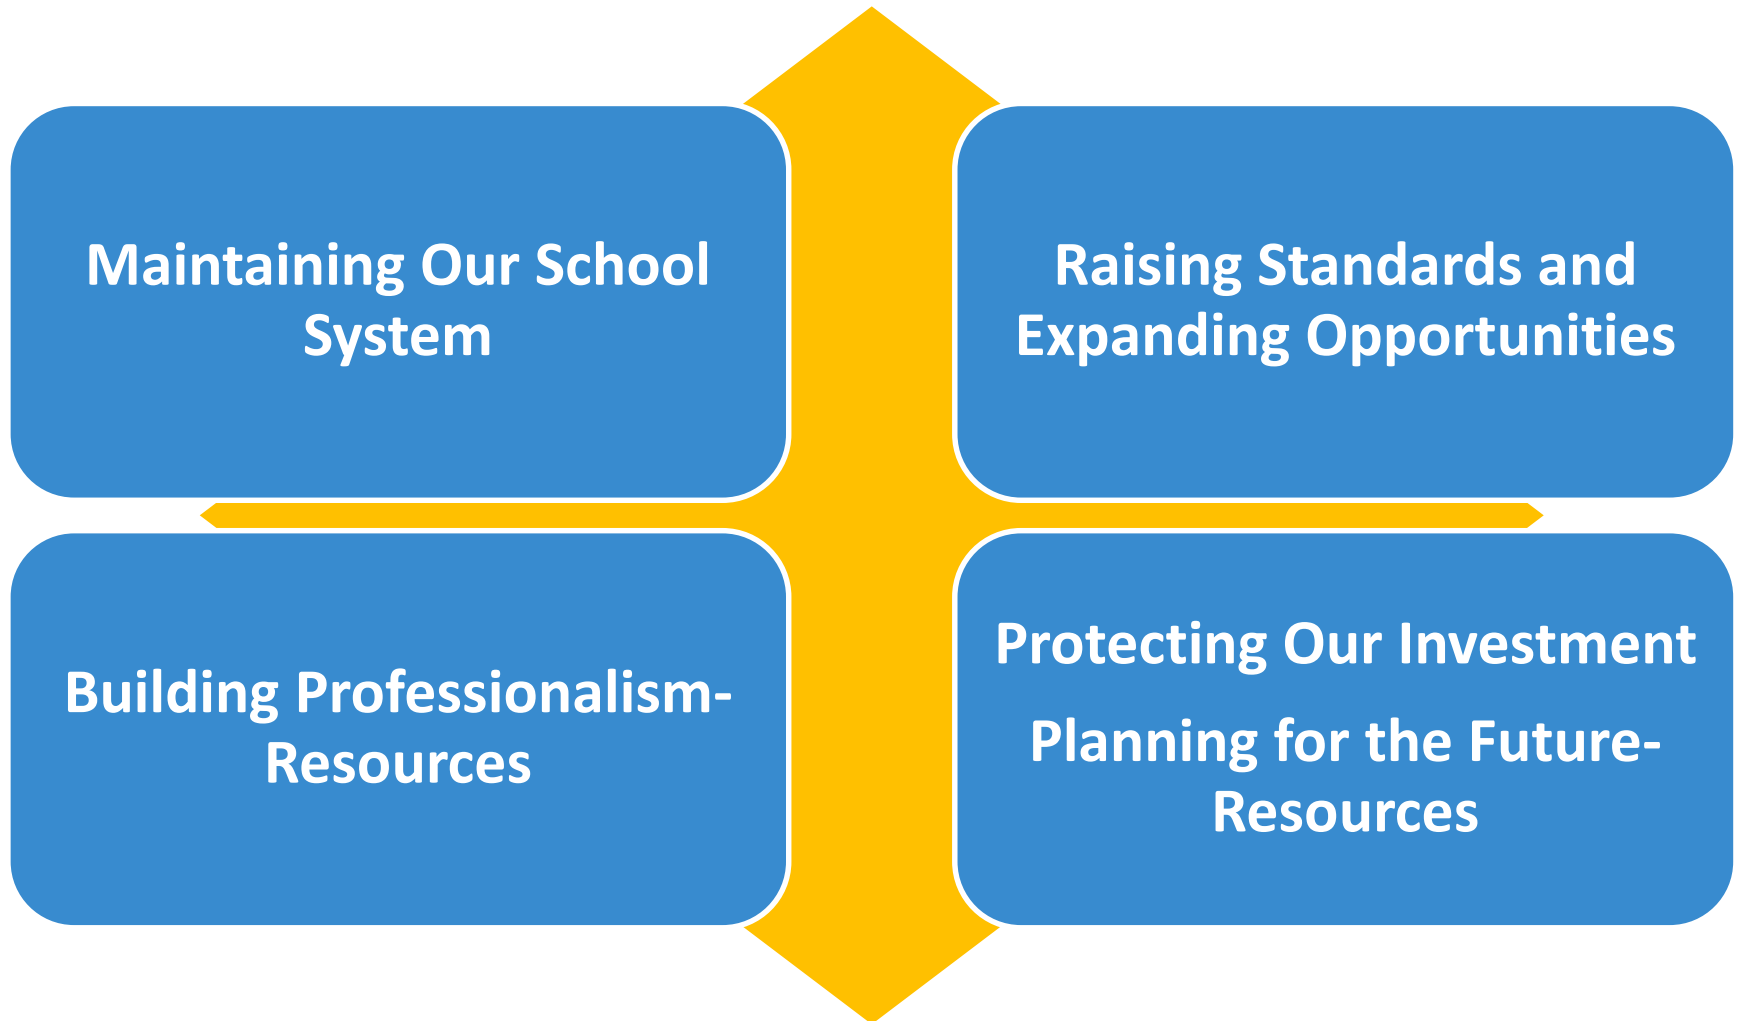 Maintaining Our School
System
Raising Standards and
Expanding Opportunities
Building Professionalism-
Resources
Protecting Our Investment
Planning for the Future-
Resources